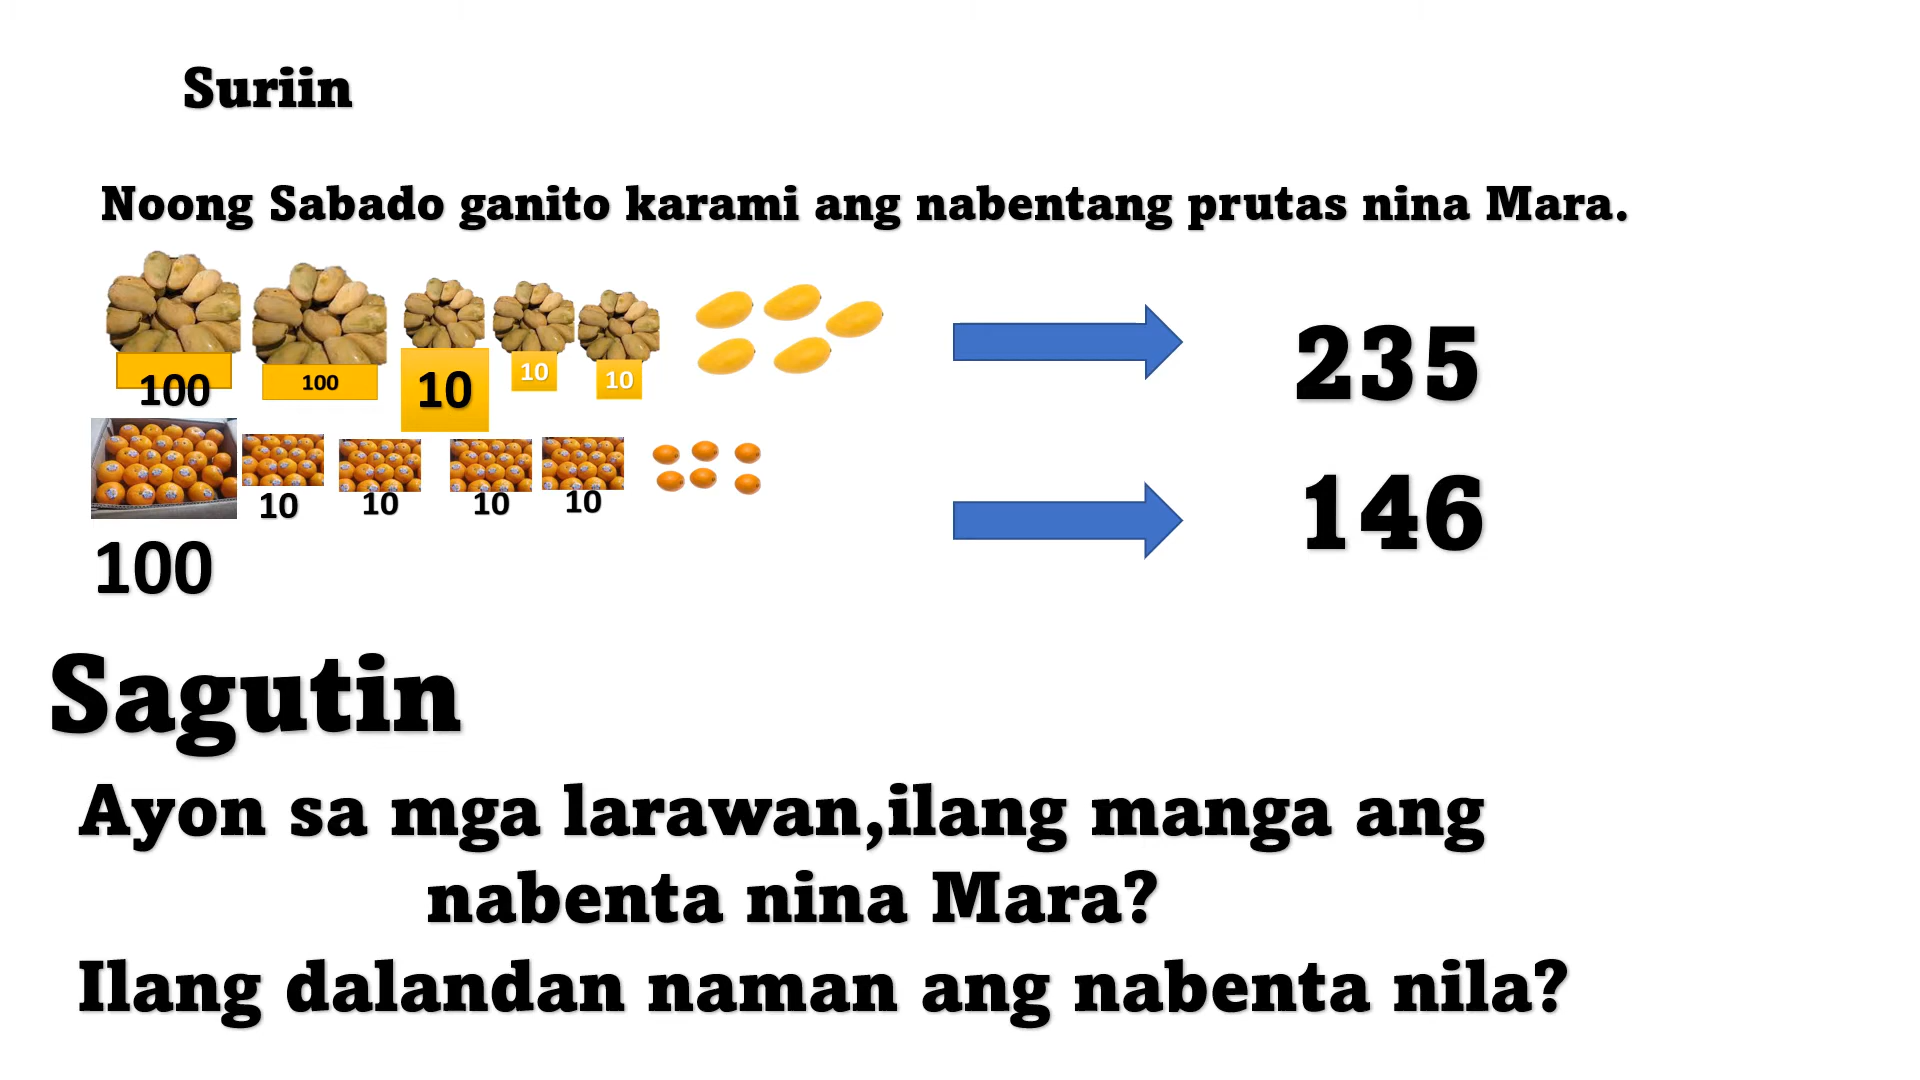 Suriin
Noong Sabado ganito karami ang nabentang prutas nina Mara.
100
100
10
10
10
235
10
10
10
10
146
100
Sagutin
Ayon sa mga larawan,ilang manga ang
nabenta nina Mara?
Ilang dalandan naman ang nabenta nila?